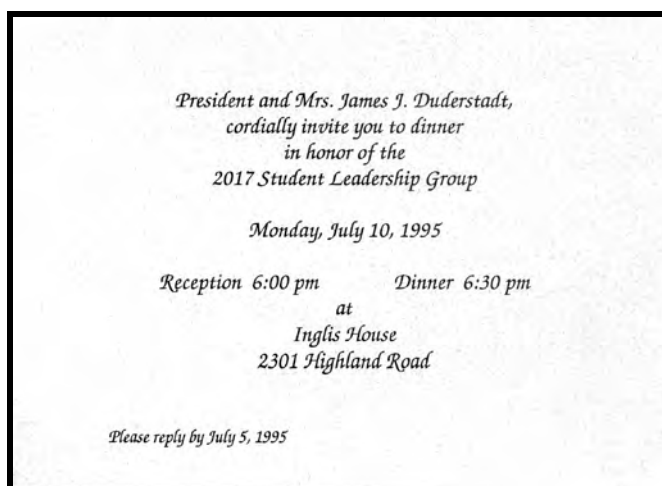 President and Mrs. James J. Duderstadt,
cordially invite you to dinner
in honor of the
2017 Student Leadership Group
Monday, July 10, 1995
Reception 6:00 pm Dinner 6:30 pm
at
Inglis House
2301 Highland Road
Please reply by July 5, 1995